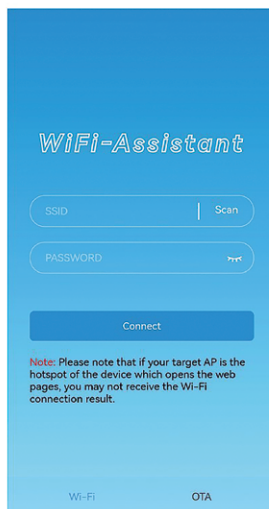 WiFi-Assistant
SSID Scan
PASSWORD
Connect
Note: Please note that if your target AP is the
hotspot of the device which opens the web
pages, you may not receive the Wi-Fi
connection result.
Wi-Fi OTA